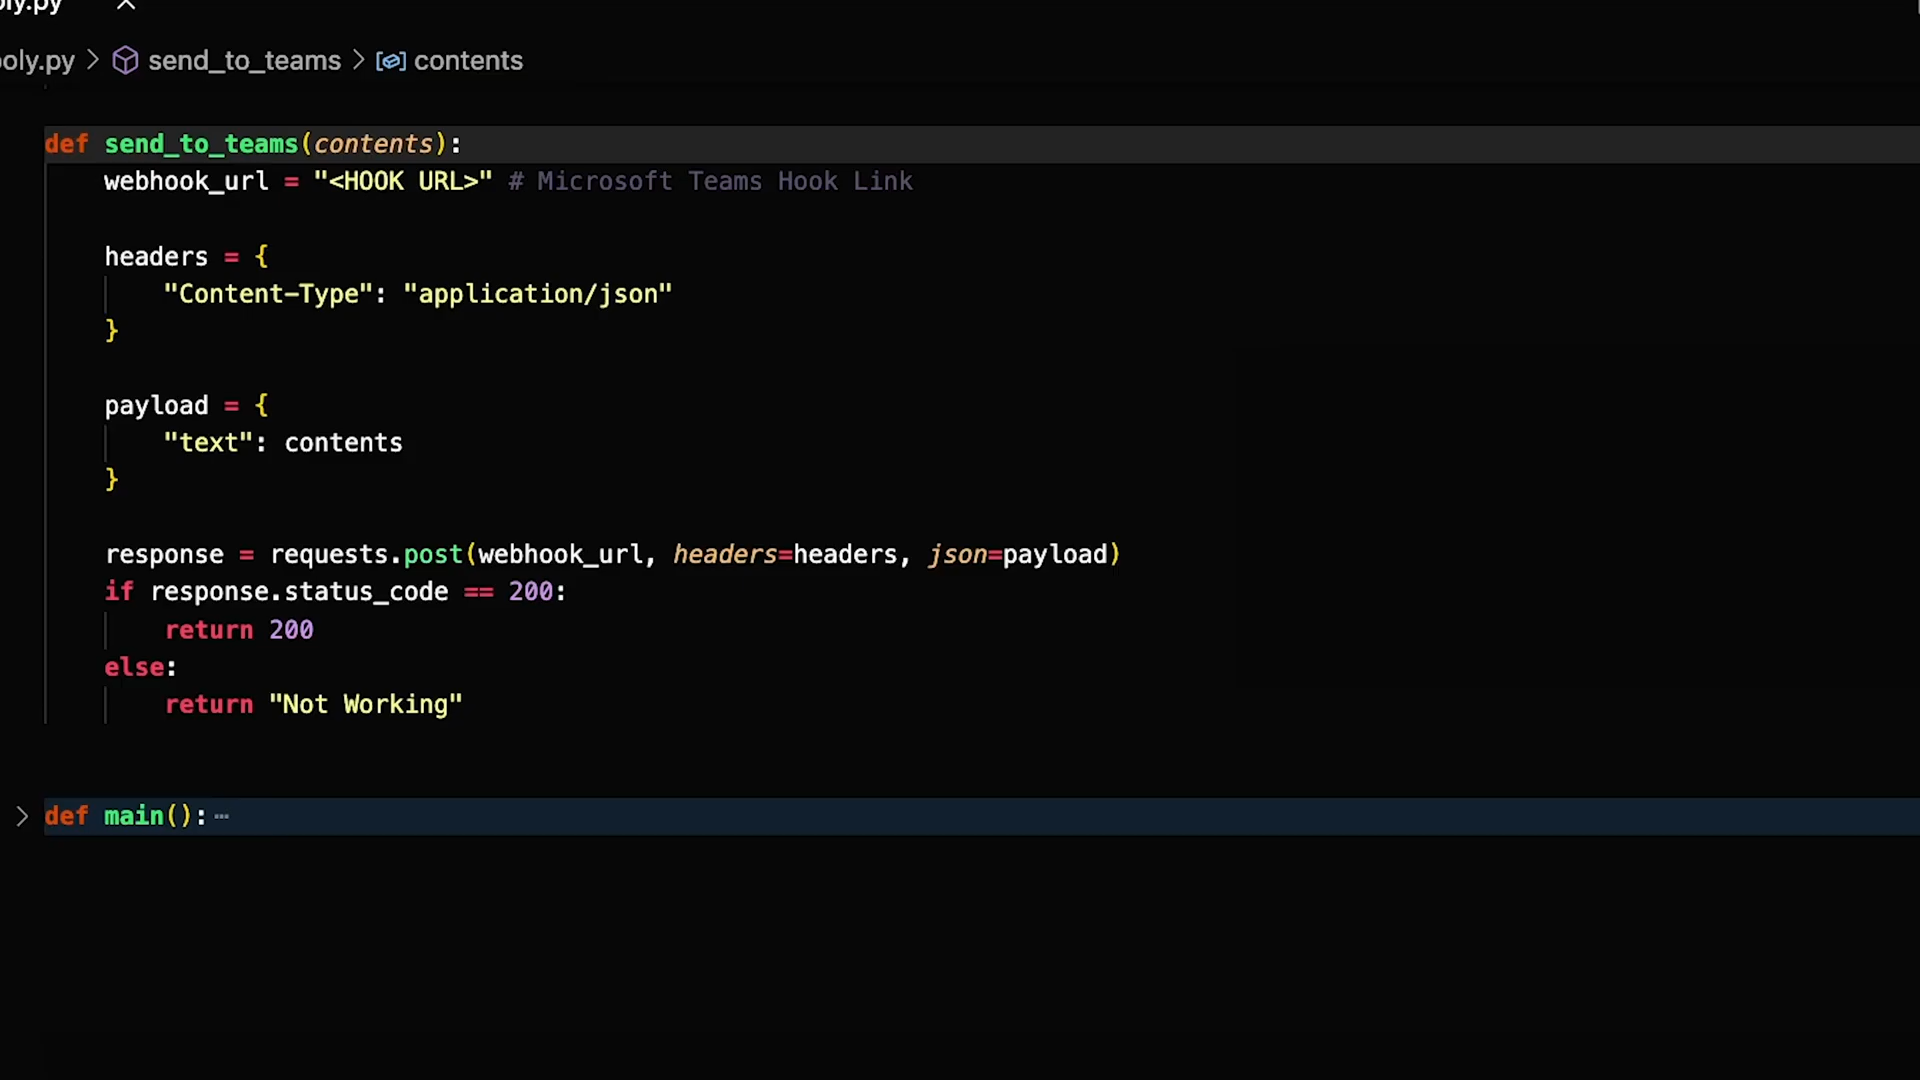 oly.py
oly.py > send_to_teams > contents
def send_to_teams(contents):
webhook_url = "<HOOK URL>" # Microsoft Teams Hook Link
headers = {
"Content-Type": "application/json"
}
payload = {
"text": contents
}
response = requests.post(webhook_url, headers=headers, json=payload)
if response.status_code == 200:
return 200
else:
return "Not Working"
def main():⋯